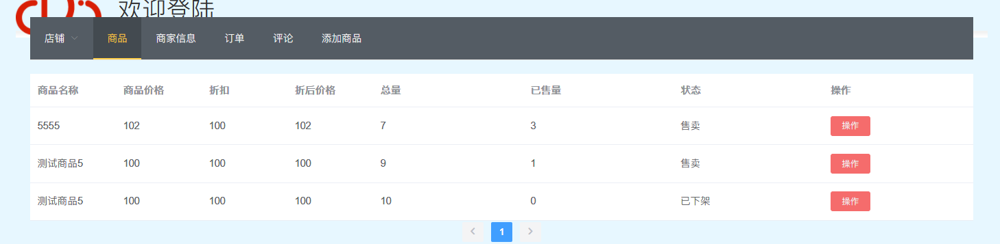 欢迎登陆
店铺 商品 商家信息 订单 评论 添加商品
商品名称 商品价格 折扣 折后价格 总量 已售量 状态 操作
5555 102 100 102 7 3 售卖 操作
测试商品5 100 100 100 9 1 售卖 操作
测试商品5 100 100 100 10 0 已下架 操作
1